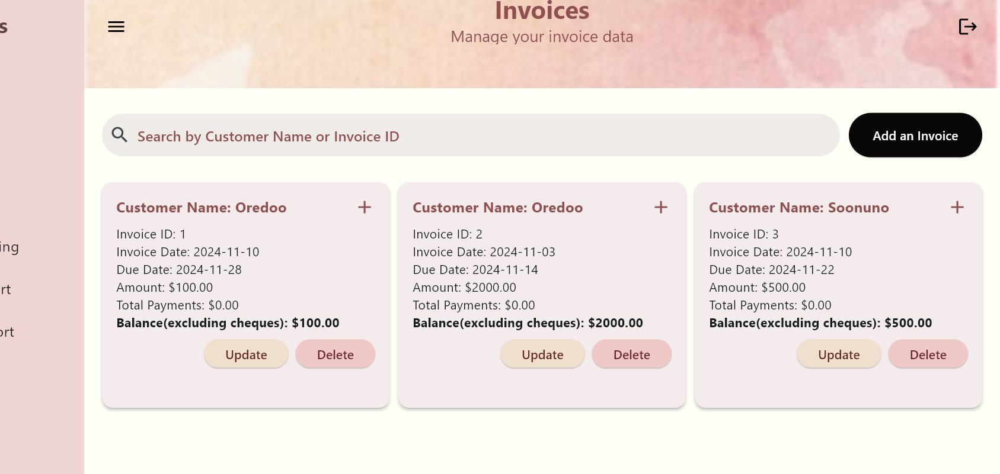 Invoices
Manage your invoice data
s
ing
rt
ort
Search by Customer Name or Invoice ID
Add an Invoice
Customer Name: Oredoo
Invoice ID: 1
Invoice Date: 2024-11-10
Due Date: 2024-11-28
Amount: $100.00
Total Payments: $0.00
Balance(excluding cheques): $100.00
Update
Delete
Customer Name: Oredoo
Invoice ID: 2
Invoice Date: 2024-11-03
Due Date: 2024-11-14
Amount: $2000.00
Total Payments: $0.00
Balance(excluding cheques): $2000.00
Update
Delete
Customer Name: Soonuno
Invoice ID: 3
Invoice Date: 2024-11-10
Due Date: 2024-11-22
Amount: $500.00
Total Payments: $0.00
Balance(excluding cheques): $500.00
Update
Delete